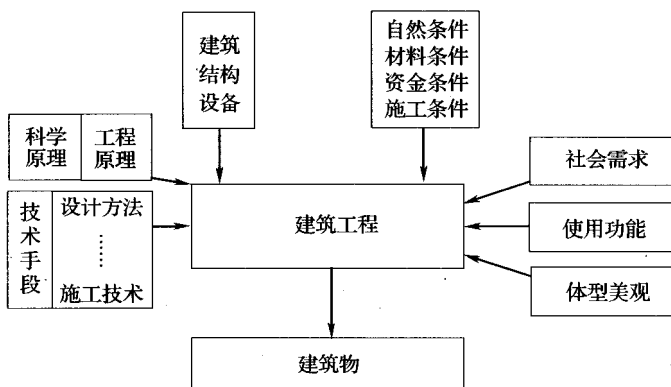 建筑
结构
设备
自然条件
材料条件
资金条件
施工条件
科学
原理
工程
原理
技术手段
设计方法
……
施工技术
建筑工程
社会需求
使用功能
体型美观
建筑物